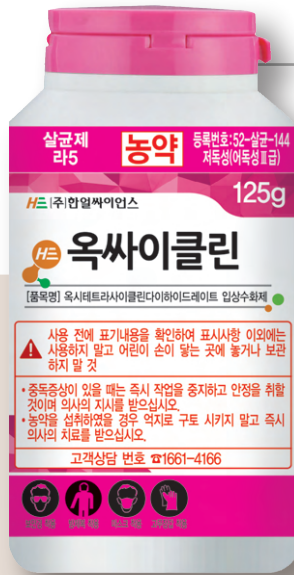 살균제
라5
농약
등록번호:52-살균-144
저독성(어독성Ⅲ급)
125g
HE (주)한얼싸이언스
HE 옥싸이클린
[품목명] 옥시테트라사이클린다이하이드레이트 입상수화제
사용 전에 표기내용을 확인하여 표시사항 이외에는
사용하지 말고 어린이 손이 닿는 곳에 놓거나 보관
하지 말 것
• 중독증상이 있을 때는 즉시 작업을 중지하고 안정을 취할
것이며 의사의 지시를 받으십시오.
• 농약을 섭취하였을 경우 억지로 구토 시키지 말고 즉시
의사의 치료를 받으십시오.
고객상담 번호 ☎1661-4166